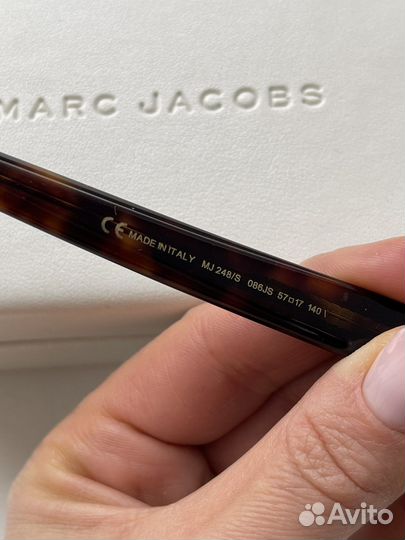 MARC JACOBS
CE MADE IN ITALY MJ 248/S 086JS 57□17 140 \
Avito